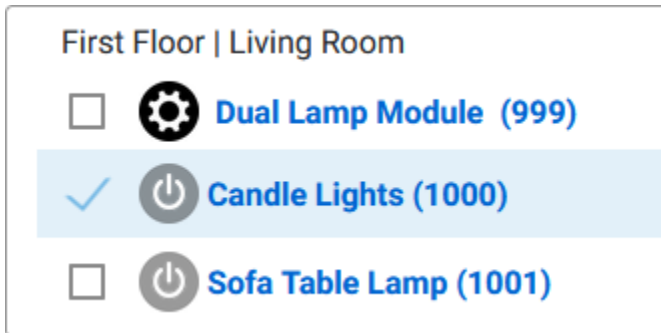 First Floor | Living Room
Dual Lamp Module (999)
Candle Lights (1000)
Sofa Table Lamp (1001)